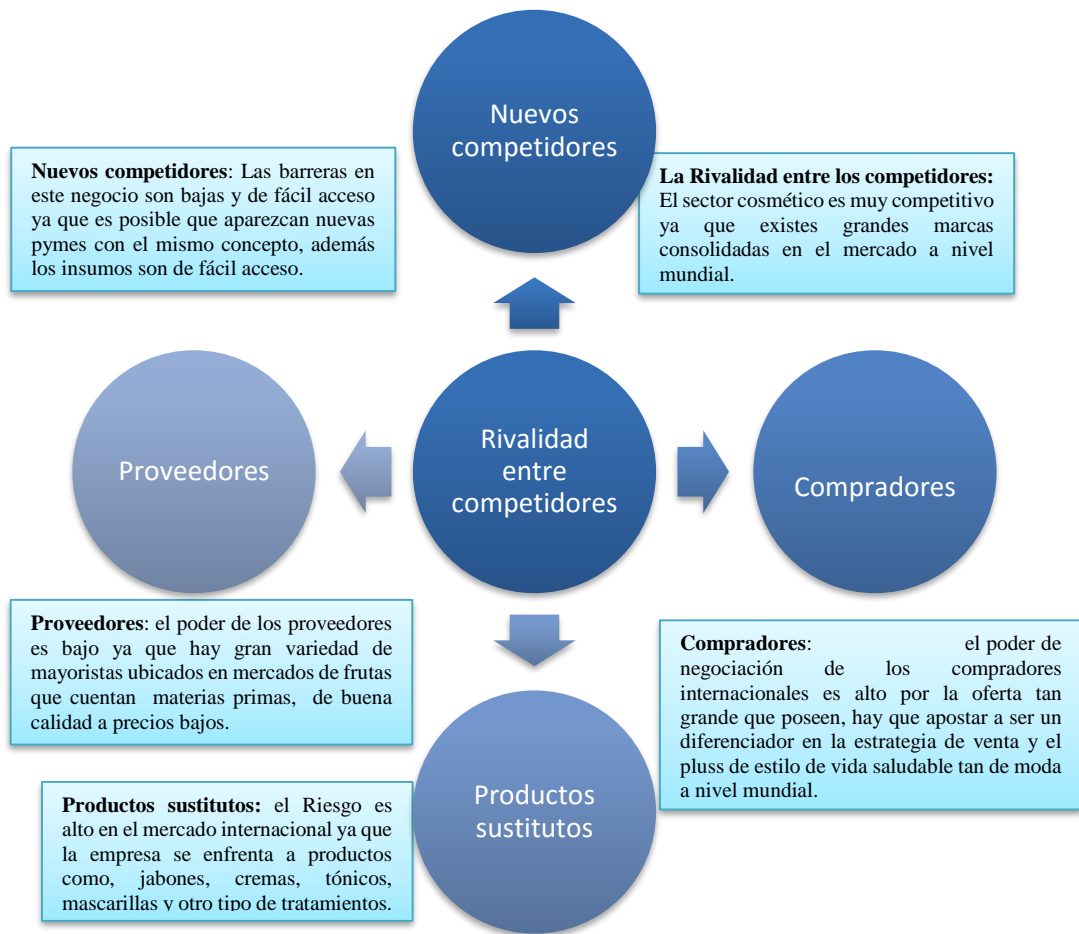 Nuevos
competidores
Nuevos competidores: Las barreras en
este negocio son bajas y de fácil acceso
ya que es posible que aparezcan nuevas
pymes con el mismo concepto, además
los insumos son de fácil acceso.
La Rivalidad entre los competidores:
El sector cosmético es muy competitivo
ya que existes grandes marcas
consolidadas en el mercado a nivel
mundial.
Proveedores
Rivalidad
entre
competidores
Compradores
Proveedores: el poder de los proveedores
es bajo ya que hay gran variedad de
mayoristas ubicados en mercados de frutas
que cuentan materias primas, de buena
calidad a precios bajos.
Compradores: el poder de
negociación de los compradores
internacionales es alto por la oferta tan
grande que poseen, hay que apostar a ser un
diferenciador en la estrategia de venta y el
pluss de estilo de vida saludable tan de moda
a nivel mundial.
Productos
sustitutos
Productos sustitutos: el Riesgo es
alto en el mercado internacional ya que
la empresa se enfrenta a productos
como, jabones, cremas, tónicos,
mascarillas y otro tipo de tratamientos.